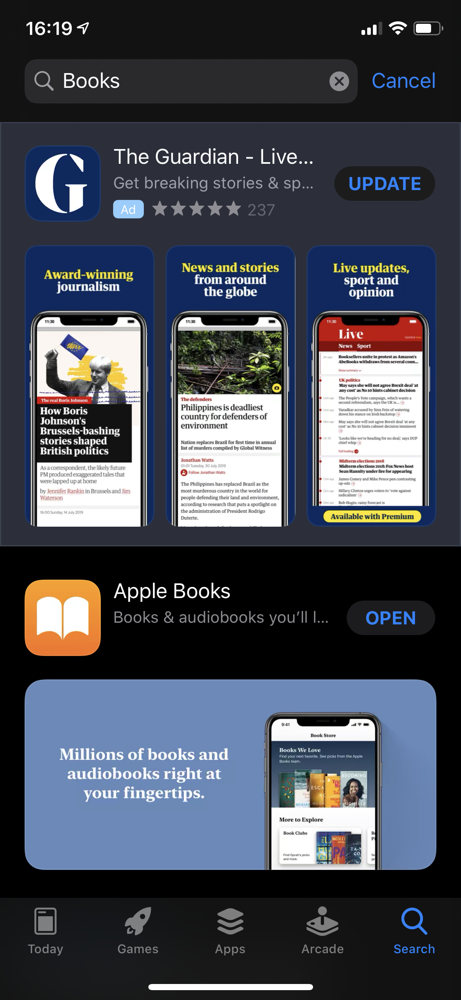 16:19
Books
Cancel
The Guardian - Live...
Get breaking stories & sp...
UPDATE
Ad
237
Award-winning
journalism
11:30
The real Boris Johnson
How Boris
Johnson's
Brussels-bashing
stories shaped
British politics
As a correspondent, the likely future
PM produced exaggerated tales that
were lapped up at home
by Jennifer Rankin in Brussels and Jim
Waterson
16:00 Sunday, 14 July 2019
News and stories
from around
the globe
11:30
The defenders
Philippines is deadliest
country for defenders of
environment
Nation replaces Brazil for first time in annual
list of murders compiled by Global Witness
Jonathan Watts
01:01 Tuesday, 30 July 2019
Follow Jonathan Watts
The Philippines has replaced Brazil as the
most murderous country in the world for
people defending their land and environment,
according to research that puts a spotlight on
the administration of President Rodrigo
Duterte.
Live updates,
sport and
opinion
11:30
Live
Updated now
News Sport
2m ago
Booksellers unite in protest as Amazon's
AbeBooks withdraws from several coun...
Show summary
UK politics
May says she will not agree Brexit deal 'at
any cost' as No 10 hints cabinet decision
13m ago
The People's Vote campaign, which wants a
second referendum, says the UK is...
15m ago
Varadkar accused by Sinn Fein of watering
down his stance on Irish backstop
58m ago
May says she will not agree Brexit deal 'at any
cost' as No 10 hints cabinet decision imminent
10:39
'Looks like we're heading for no deal,' says DUP
chief whip
Full liveblog
Midterm elections 2018
Midterm elections 2018: Fox News host
Sean Hannity under fire for appearing
15m ago
James Comey and Mike Pence pen contrasting
op-eds
22m ago
Hillary Clinton urges voters to 'vote against
radicalism'
54m ago
Bob Hugin: rainy forecast is
Available with Premium
Apple Books
Books & audiobooks you'll l...
OPEN
Millions of books and
audiobooks right at
your fingertips.
9:41
Book Store
Books We Love
Find your next favorite. See picks from the Apple
Books team.
BECOMING
MICHELLE
RICHARD
More to Explore
Book Clubs
Find Oprah's picks
and more.
NICOLE
Today
Games
Apps
Arcade
Search